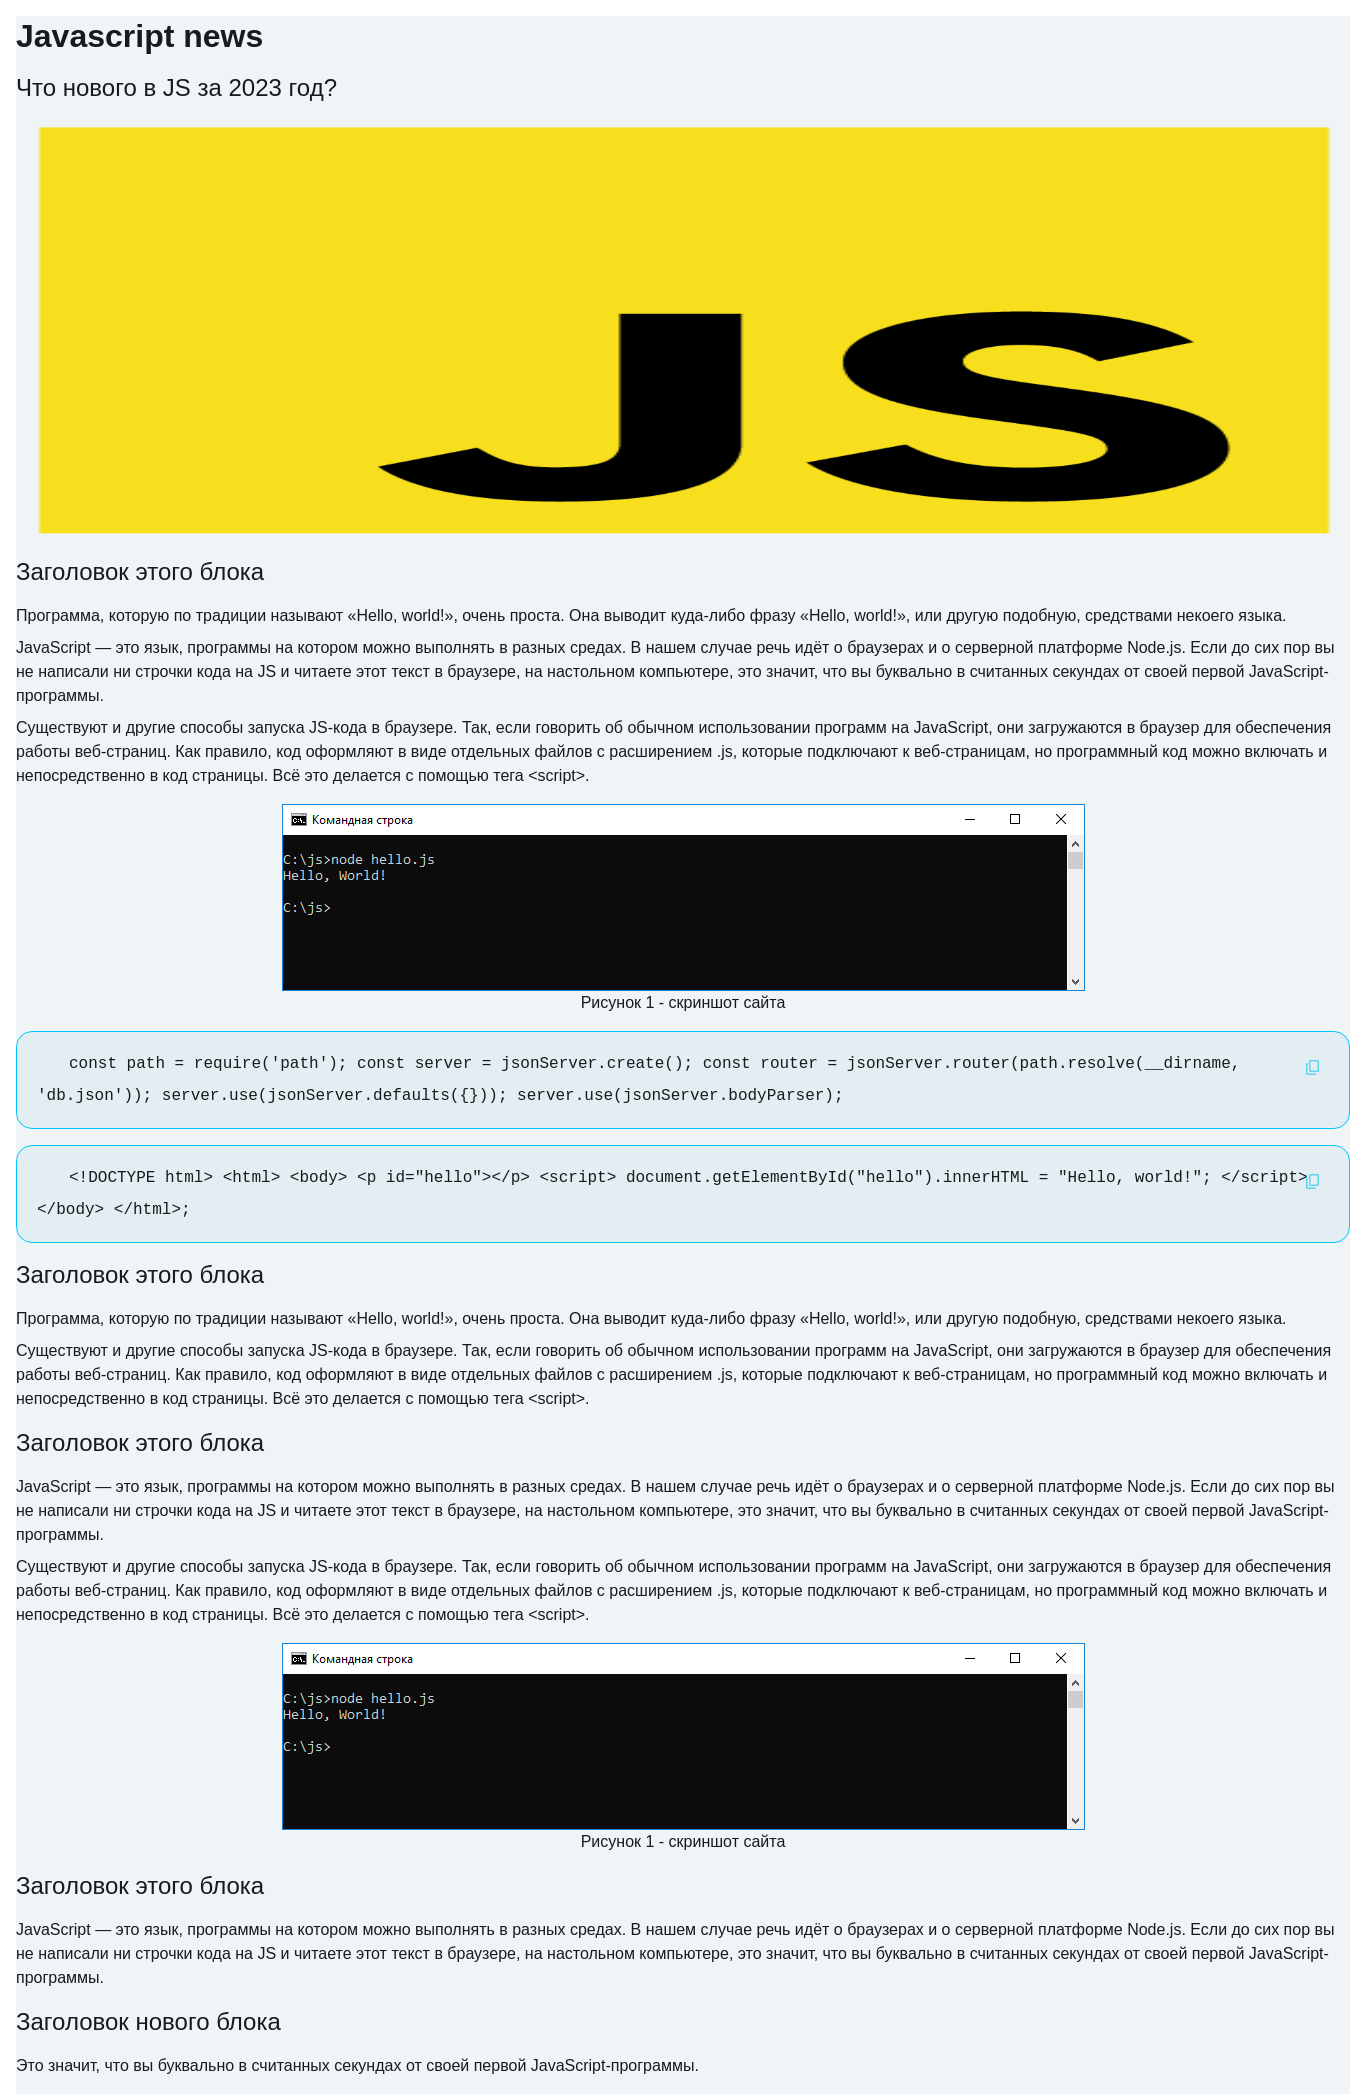 Javascript news
Что нового в JS за 2023 год?
JS
Заголовок этого блока
Программа, которую по традиции называют «Hello, world!», очень проста. Она выводит куда-либо фразу «Hello, world!», или другую подобную, средствами некоего языка.
JavaScript — это язык, программы на котором можно выполнять в разных средах. В нашем случае речь идёт о браузерах и о серверной платформе Node.js. Если до сих пор вы
не написали ни строчки кода на JS и читаете этот текст в браузере, на настольном компьютере, это значит, что вы буквально в считанных секундах от своей первой JavaScript-
программы.
Существуют и другие способы запуска JS-кода в браузере. Так, если говорить об обычном использовании программ на JavaScript, они загружаются в браузер для обеспечения
работы веб-страниц. Как правило, код оформляют в виде отдельных файлов с расширением .js, которые подключают к веб-страницам, но программный код можно включать и
непосредственно в код страницы. Всё это делается с помощью тега <script>.
Командная строка
C:\js>node hello.js
Hello, World!
C:\js>
Рисунок 1 - скриншот сайта
const path = require('path'); const server = jsonServer.create(); const router = jsonServer.router(path.resolve(__dirname,
'db.json')); server.use(jsonServer.defaults({})); server.use(jsonServer.bodyParser);
<!DOCTYPE html> <html> <body> <p id="hello"></p> <script> document.getElementById("hello").innerHTML = "Hello, world!"; </script>
</body> </html>;
Заголовок этого блока
Программа, которую по традиции называют «Hello, world!», очень проста. Она выводит куда-либо фразу «Hello, world!», или другую подобную, средствами некоего языка.
Существуют и другие способы запуска JS-кода в браузере. Так, если говорить об обычном использовании программ на JavaScript, они загружаются в браузер для обеспечения
работы веб-страниц. Как правило, код оформляют в виде отдельных файлов с расширением .js, которые подключают к веб-страницам, но программный код можно включать и
непосредственно в код страницы. Всё это делается с помощью тега <script>.
Заголовок этого блока
JavaScript — это язык, программы на котором можно выполнять в разных средах. В нашем случае речь идёт о браузерах и о серверной платформе Node.js. Если до сих пор вы
не написали ни строчки кода на JS и читаете этот текст в браузере, на настольном компьютере, это значит, что вы буквально в считанных секундах от своей первой JavaScript-
программы.
Существуют и другие способы запуска JS-кода в браузере. Так, если говорить об обычном использовании программ на JavaScript, они загружаются в браузер для обеспечения
работы веб-страниц. Как правило, код оформляют в виде отдельных файлов с расширением .js, которые подключают к веб-страницам, но программный код можно включать и
непосредственно в код страницы. Всё это делается с помощью тега <script>.
Командная строка
C:\js>node hello.js
Hello, World!
C:\js>
Рисунок 1 - скриншот сайта
Заголовок этого блока
JavaScript — это язык, программы на котором можно выполнять в разных средах. В нашем случае речь идёт о браузерах и о серверной платформе Node.js. Если до сих пор вы
не написали ни строчки кода на JS и читаете этот текст в браузере, на настольном компьютере, это значит, что вы буквально в считанных секундах от своей первой JavaScript-
программы.
Заголовок нового блока
Это значит, что вы буквально в считанных секундах от своей первой JavaScript-программы.